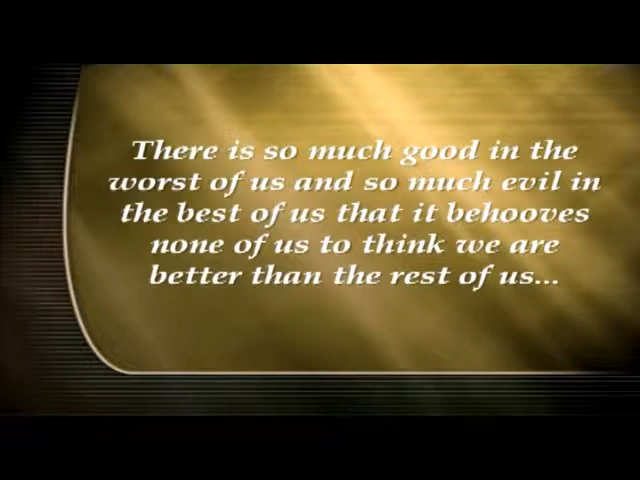 There is so much good in the
worst of us and so much evil in
the best of us that it behooves
none of us to think we are
better than the rest of us...